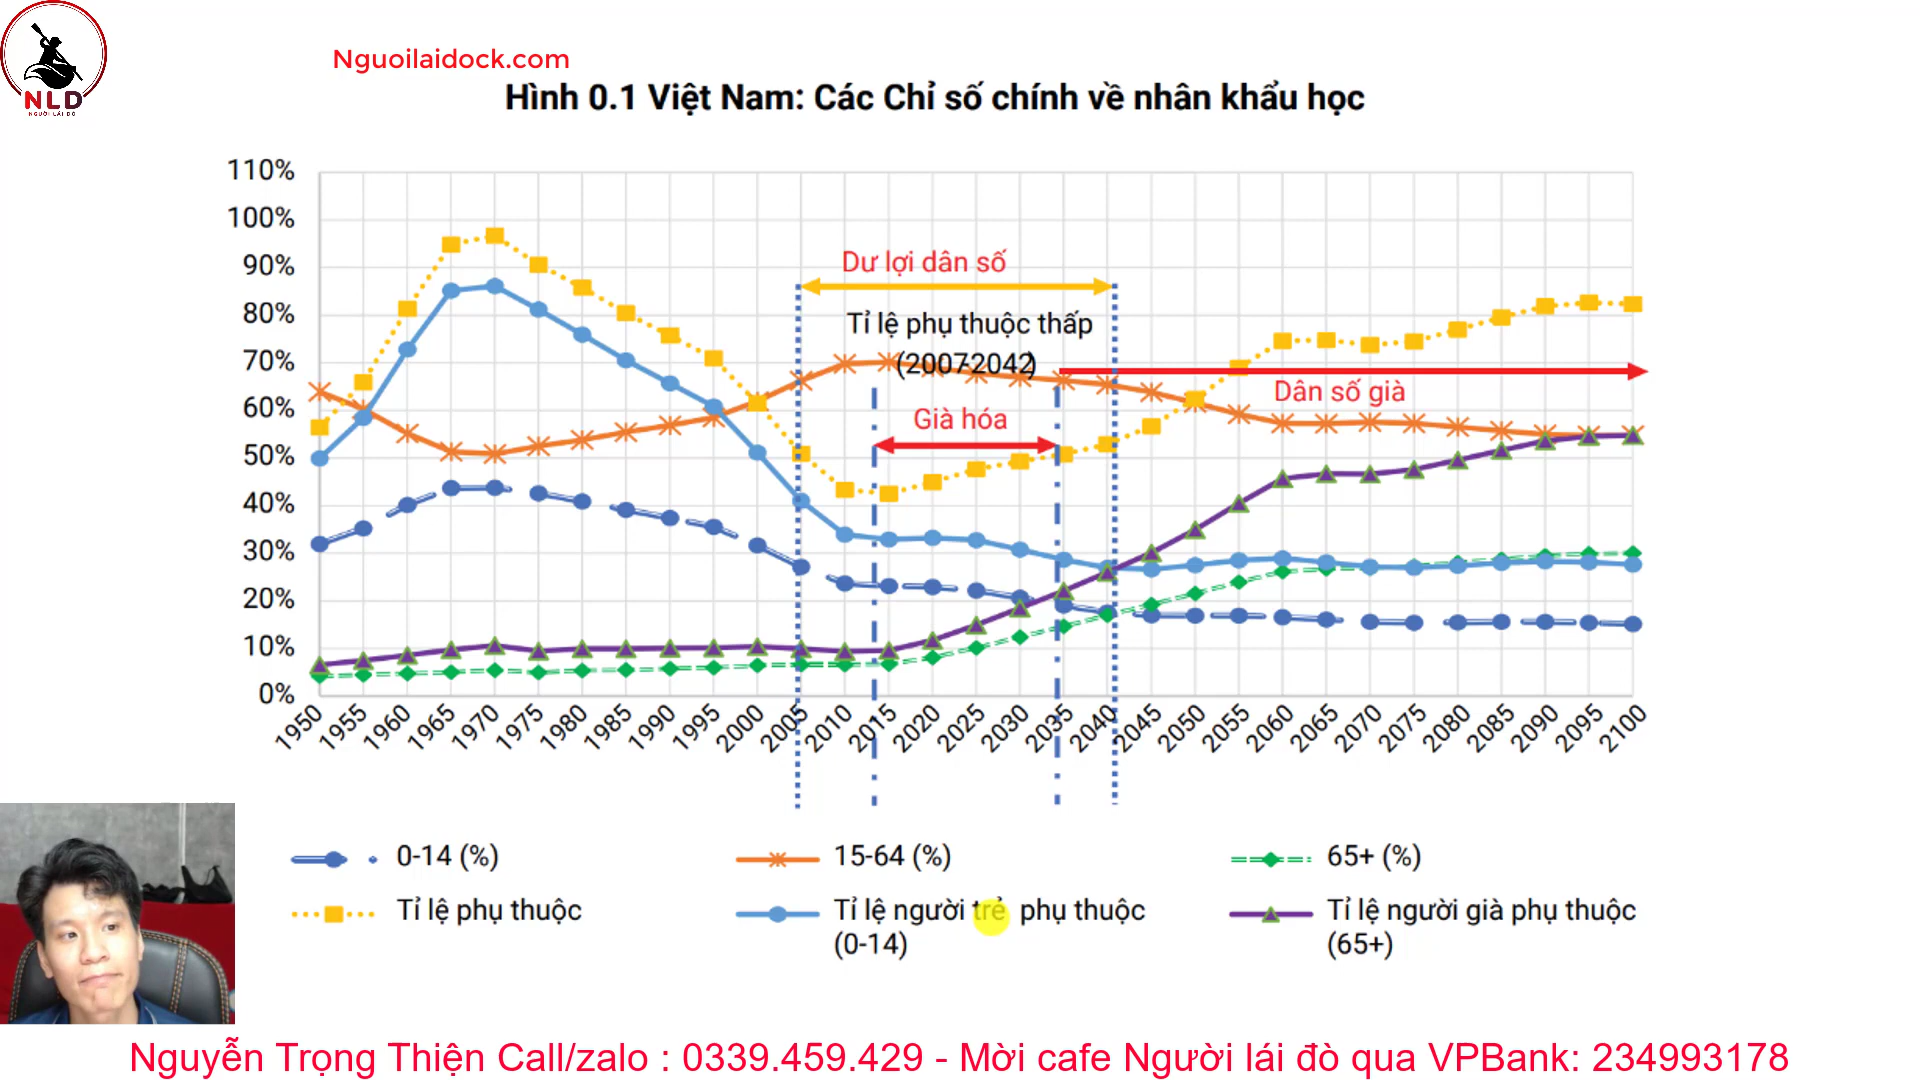 NLD
NGƯỜI LÁI ĐÒ
Nguoilaidock.com
Hình 0.1 Việt Nam: Các Chỉ số chính về nhân khẩu học
110%
100%
90%
80%
70%
60%
50%
40%
30%
20%
10%
0%
Dư lợi dân số
Tỉ lệ phụ thuộc thấp
(20072042)
Dân số già
Già hóa
1950 1955 1960 1965 1970 1975 1980 1985 1990 1995 2000 2005 2010 2015 2020 2025 2030 2035 2040 2045 2050 2055 2060 2065 2070 2075 2080 2085 2090 2095 2100
0-14 (%) 15-64 (%) 65+ (%)
Tỉ lệ phụ thuộc
Tỉ lệ người trẻ phụ thuộc
(0-14)
Tỉ lệ người già phụ thuộc
(65+)
Nguyễn Trọng Thiện Call/zalo : 0339.459.429 - Mời cafe Người lái đò qua VPBank: 234993178